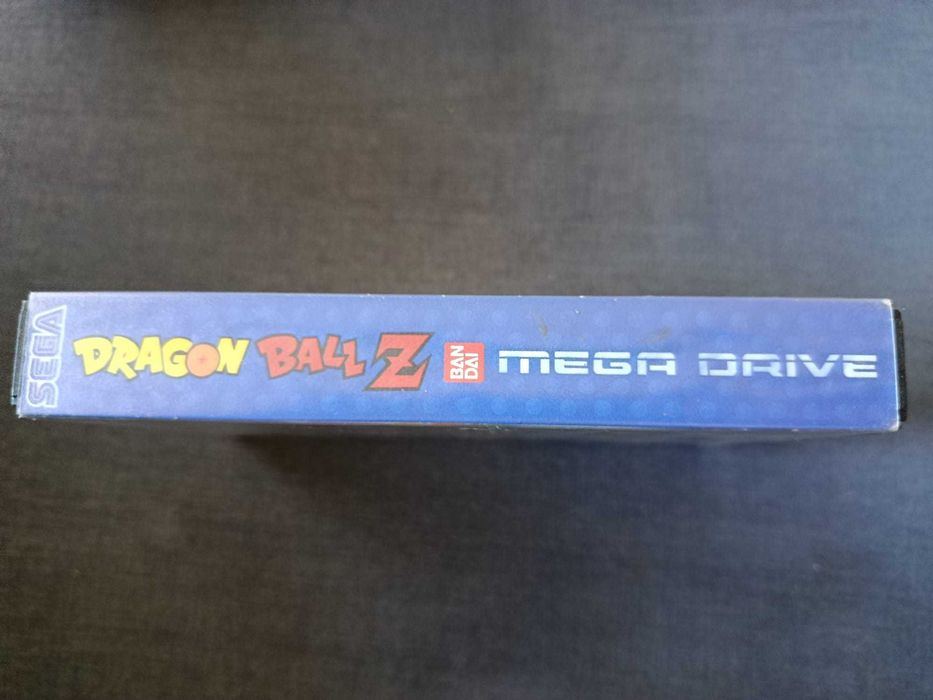 SEGA
DRAGON BALL Z
BAN
DAI
MEGA DRIVE